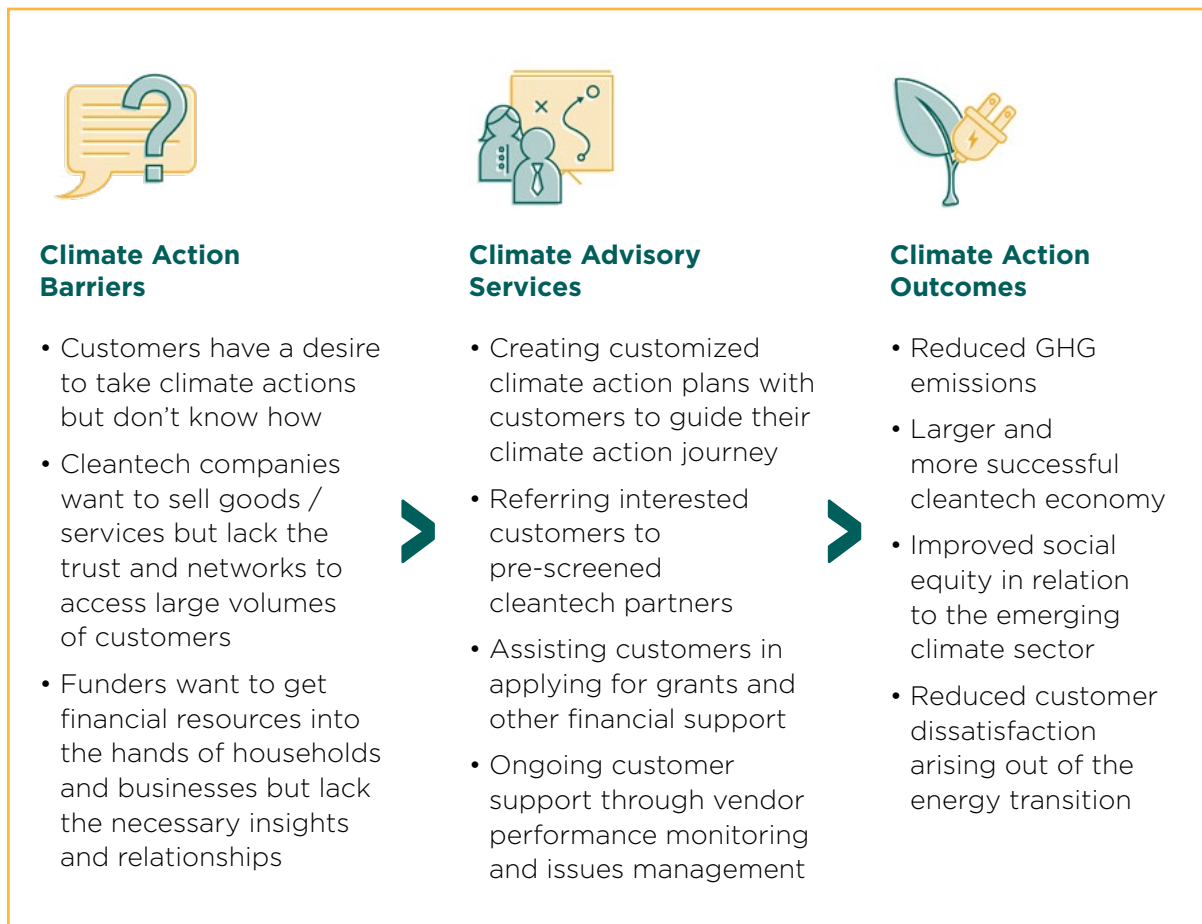 Climate Action
Barriers
• Customers have a desire
to take climate actions
but don’t know how
• Cleantech companies
want to sell goods /
services but lack the
trust and networks to
access large volumes
of customers
• Funders want to get
financial resources into
the hands of households
and businesses but lack
the necessary insights
and relationships
Climate Advisory
Services
• Creating customized
climate action plans with
customers to guide their
climate action journey
• Referring interested
customers to
pre-screened
cleantech partners
• Assisting customers in
applying for grants and
other financial support
• Ongoing customer
support through vendor
performance monitoring
and issues management
Climate Action
Outcomes
• Reduced GHG
emissions
• Larger and
more successful
cleantech economy
• Improved social
equity in relation
to the emerging
climate sector
• Reduced customer
dissatisfaction
arising out of the
energy transition